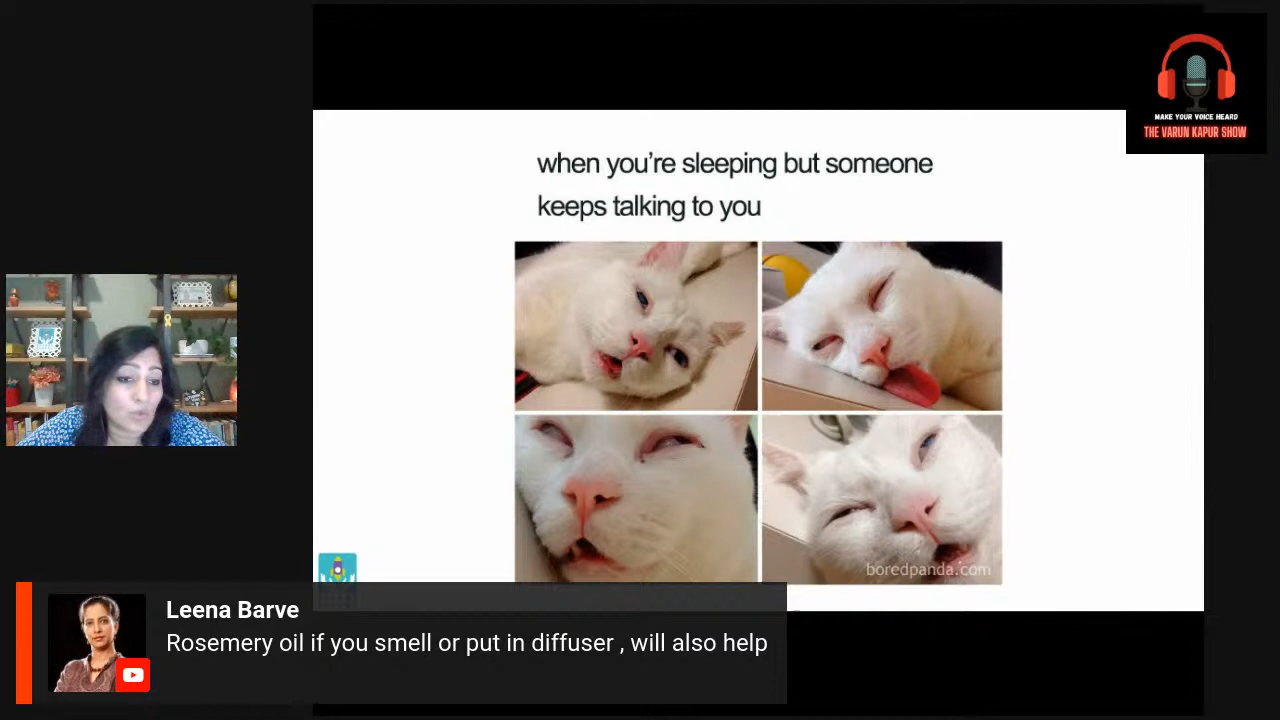 MAKE YOUR VOICE HEARD
THE VARUN KAPUR SHOW
when you're sleeping but someone
keeps talking to you
boredpanda.com
Leena Barve
Rosemery oil if you smell or put in diffuser , will also help